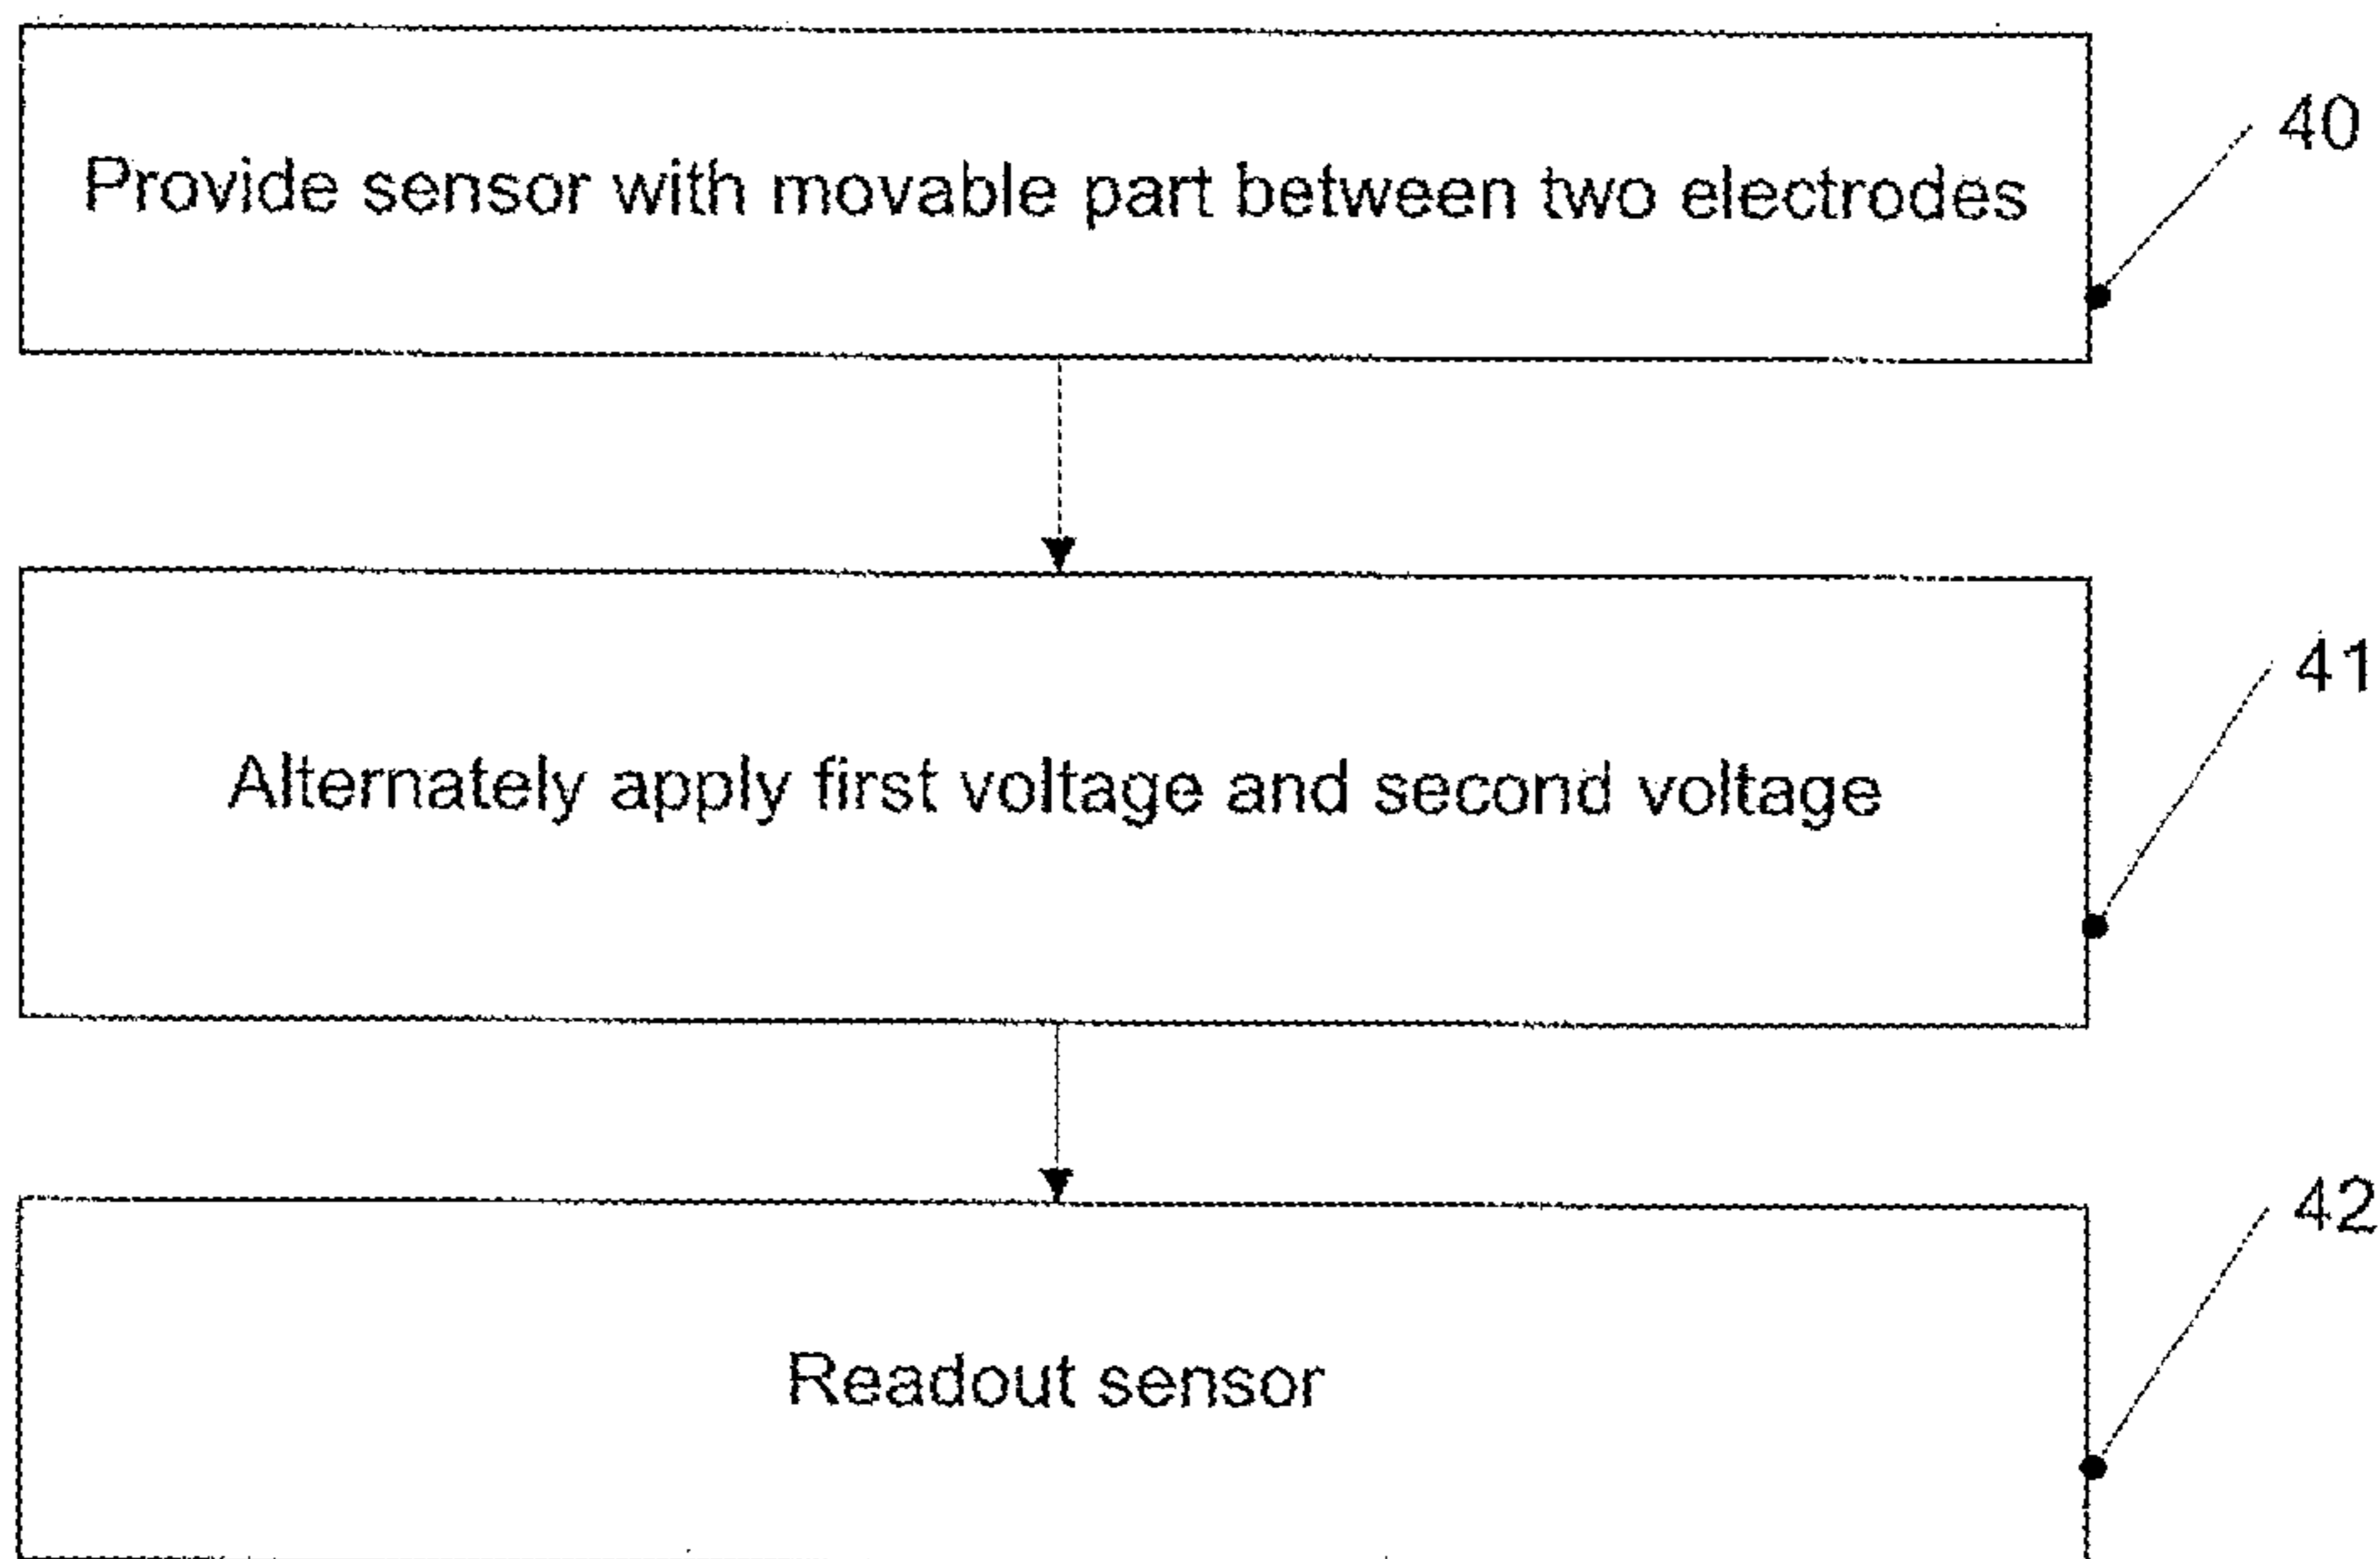 Provide sensor with movable part between two electrodes
40
Alternately apply first voltage and second voltage
41
Readout sensor
42